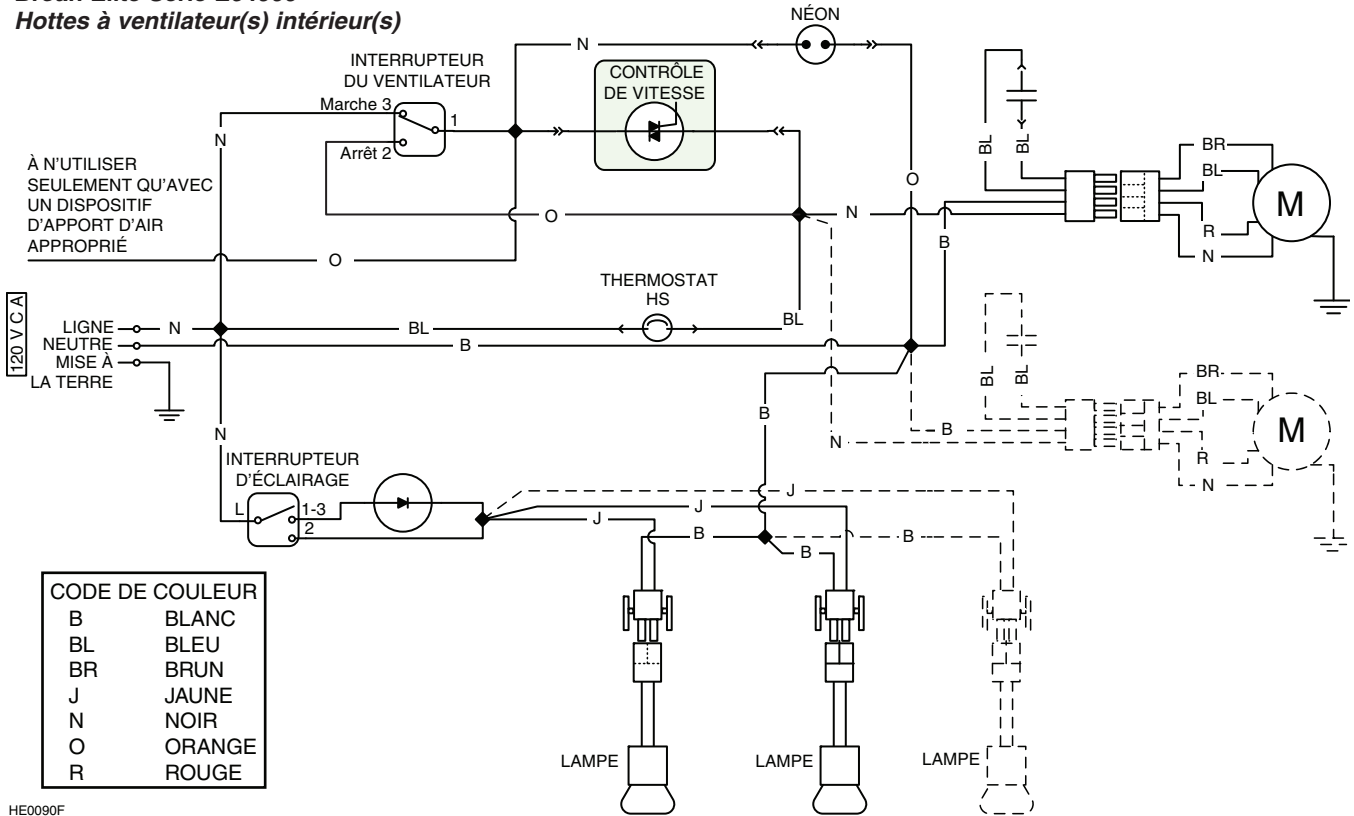 Hottes à ventilateur(s) intérieur(s)
NÉON
N
INTERRUPTEUR
DU VENTILATEUR
CONTRÔLE
DE VITESSE
Marche 3
1
Arrêt 2
N
BL
BL
BR
BL
M
R
N
À N'UTILISER
SEULEMENT QU'AVEC
UN DISPOSITIF
D'APPORT D'AIR
APPROPRIÉ
O
O
N
B
O
THERMOSTAT
HS
BL
120 V C A
LIGNE
N
BL
NEUTRE
B
MISE À
LA TERRE
BL
BL
BR
BL
M
R
N
B
B
N
N
INTERRUPTEUR
D'ÉCLAIRAGE
L
1-3
2
J
J
J
B
B
B
CODE DE COULEUR
B BLANC
BL BLEU
BR BRUN
J JAUNE
N NOIR
O ORANGE
R ROUGE
LAMPE
LAMPE
LAMPE
HE0090F